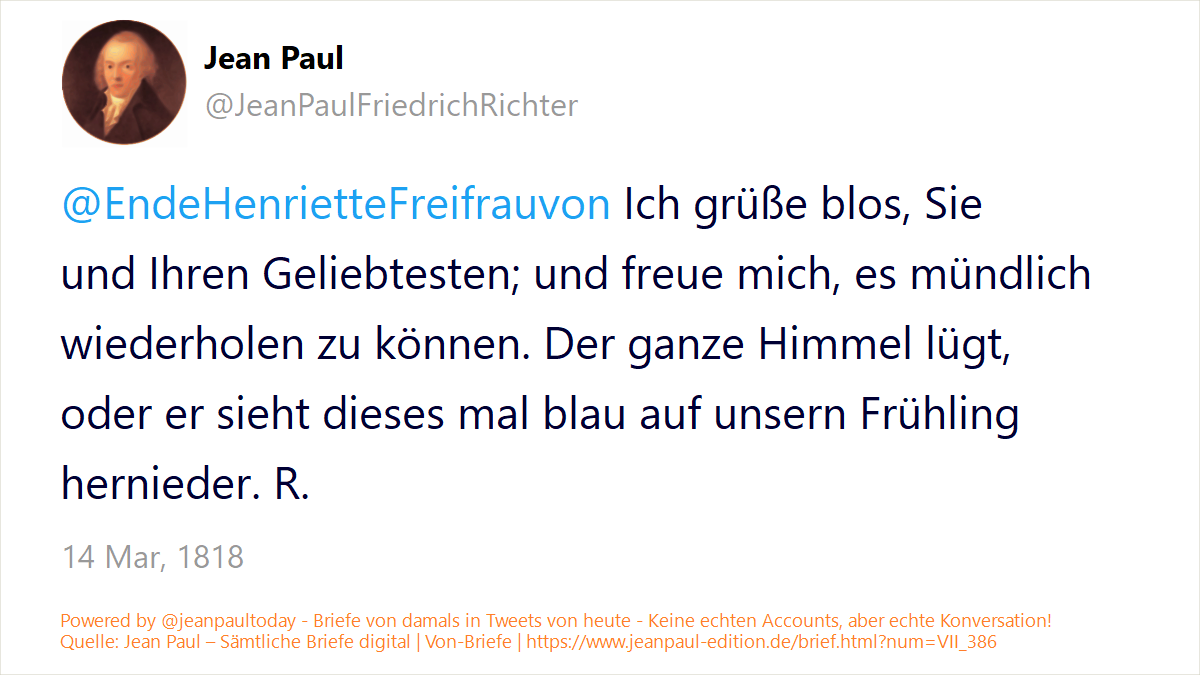 Jean Paul
@JeanPaulFriedrichRichter
@EndeHenrietteFreifrauvon Ich grüße blos, Sie
und Ihren Geliebtesten; und freue mich, es mündlich
wiederholen zu können. Der ganze Himmel lügt,
oder er sieht dieses mal blau auf unsern Frühling
hernieder. R.
14 Mar, 1818
Powered by @jeanpaultoday - Briefe von damals in Tweets von heute - Keine echten Accounts, aber echte Konversation!
Quelle: Jean Paul – Sämtliche Briefe digital | Von-Briefe | https://www.jeanpaul-edition.de/brief.html?num=VII_386